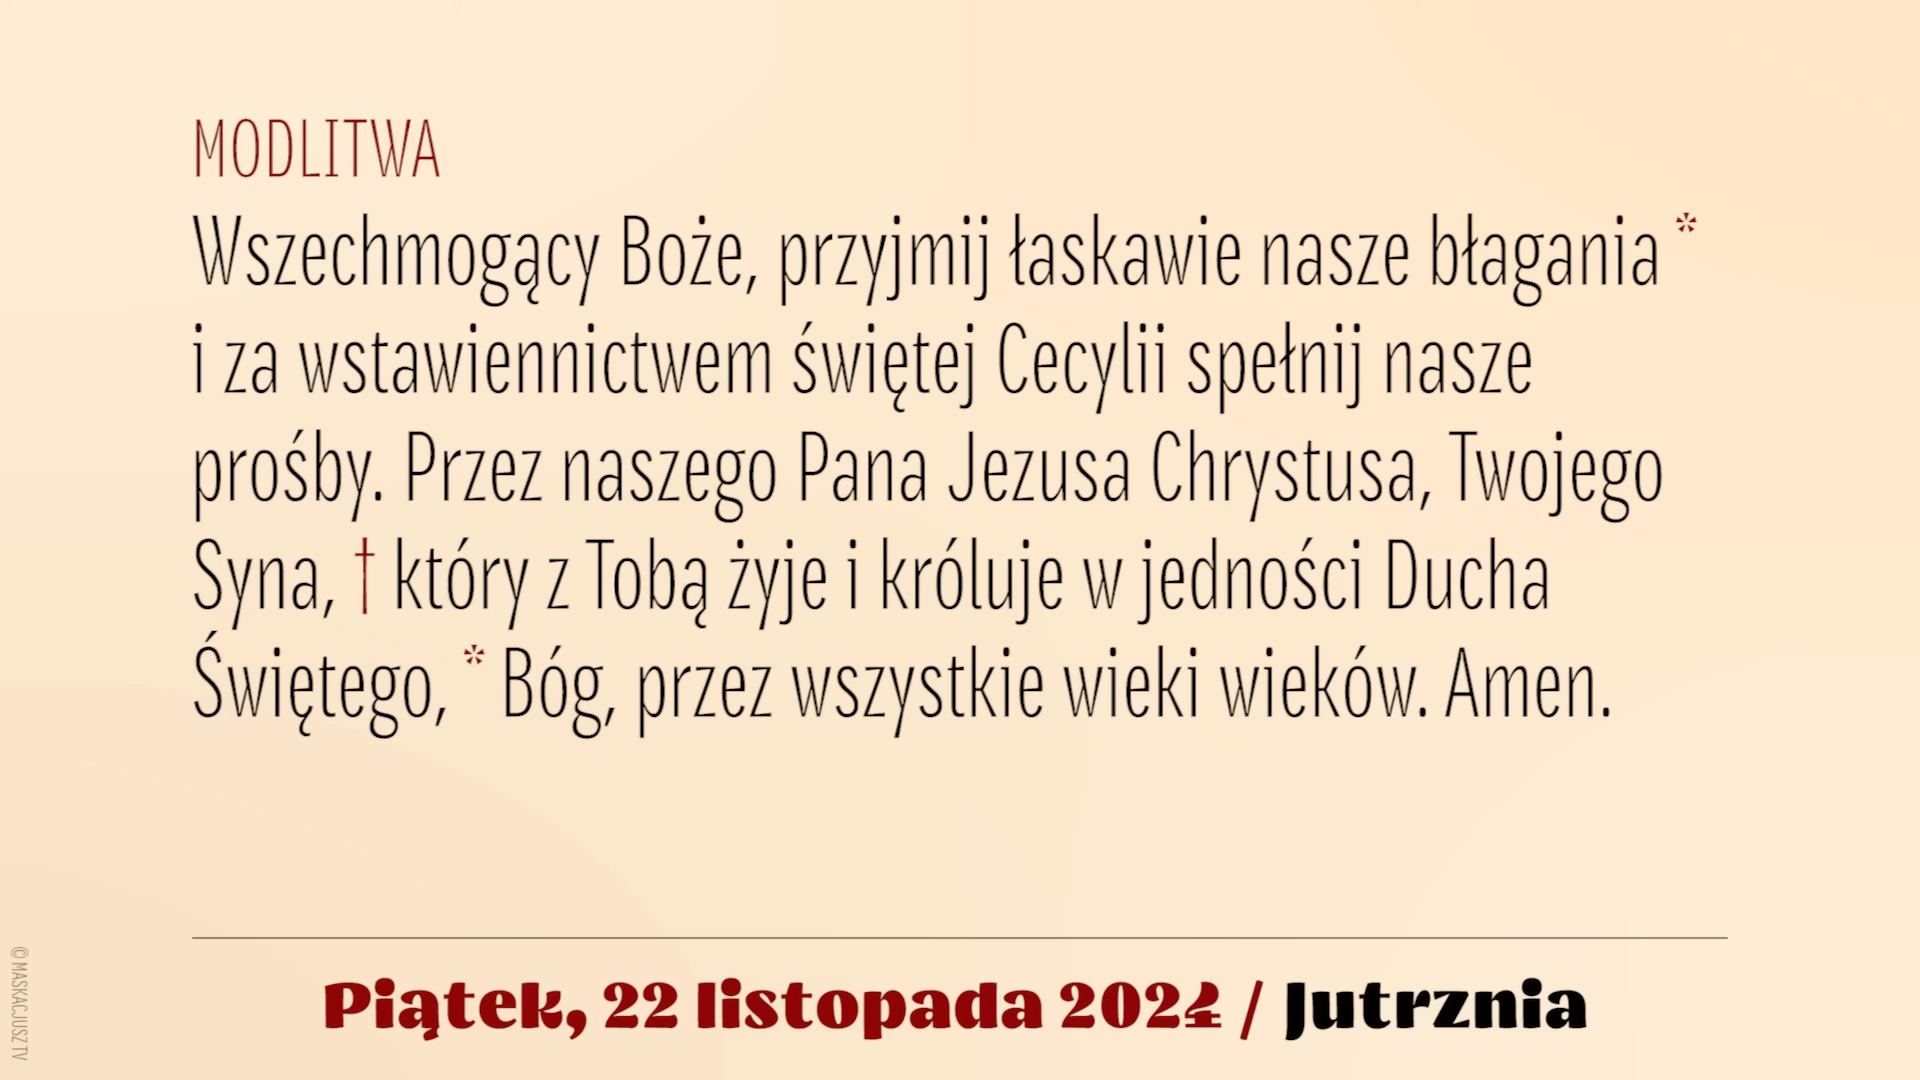 MODLITWA
Wszechmogący Boże, przyjmij łaskawie nasze błagania *
i za wstawiennictwem świętej Cecylii spełnij nasze
prośby. Przez naszego Pana Jezusa Chrystusa, Twojego
Syna, † który z Tobą żyje i króluje w jedności Ducha
Świętego, * Bóg, przez wszystkie wieki wieków. Amen.
Piątek, 22 listopada 2024 / Jutrznia
© MASKACJUSZ TV